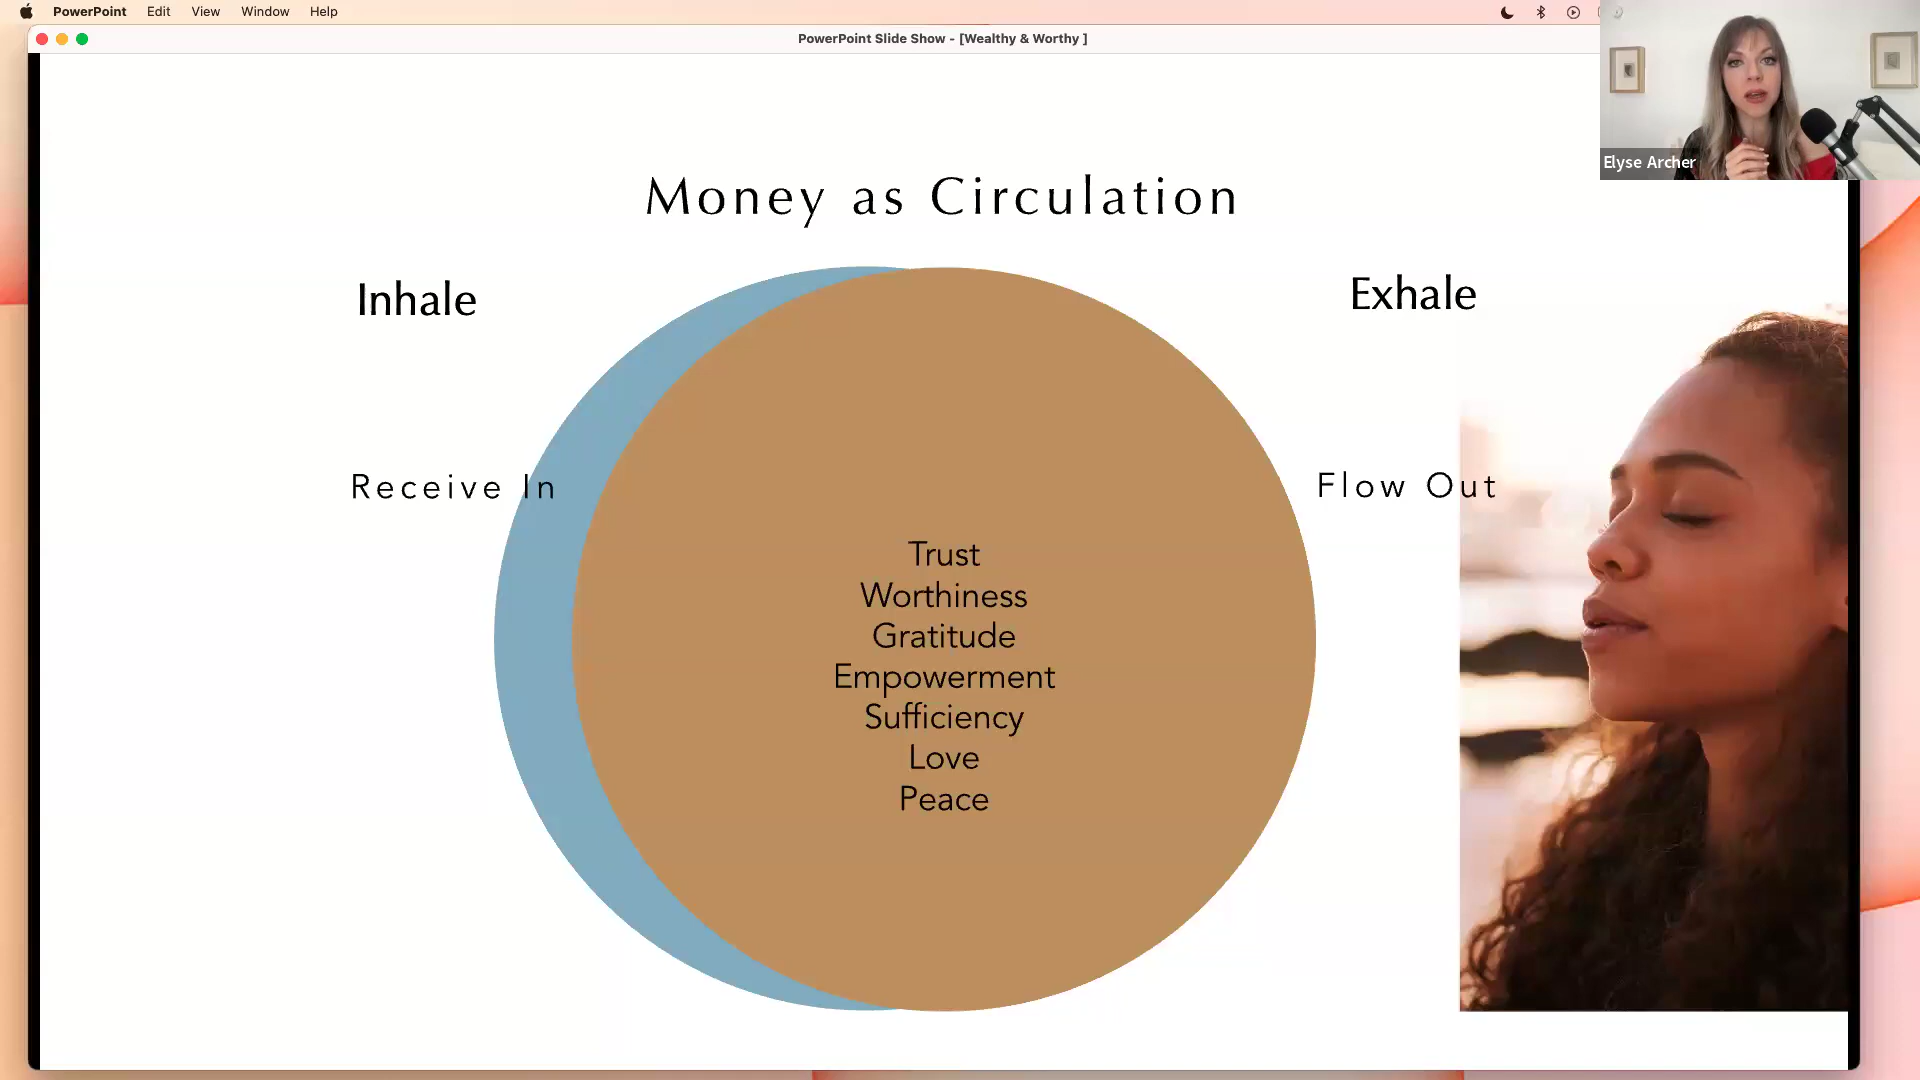 PowerPoint Edit View Window Help
PowerPoint Slide Show - [Wealthy & Worthy ]
Elyse Archer
Money as Circulation
Inhale
Exhale
Receive In
Flow Out
Trust
Worthiness
Gratitude
Empowerment
Sufficiency
Love
Peace